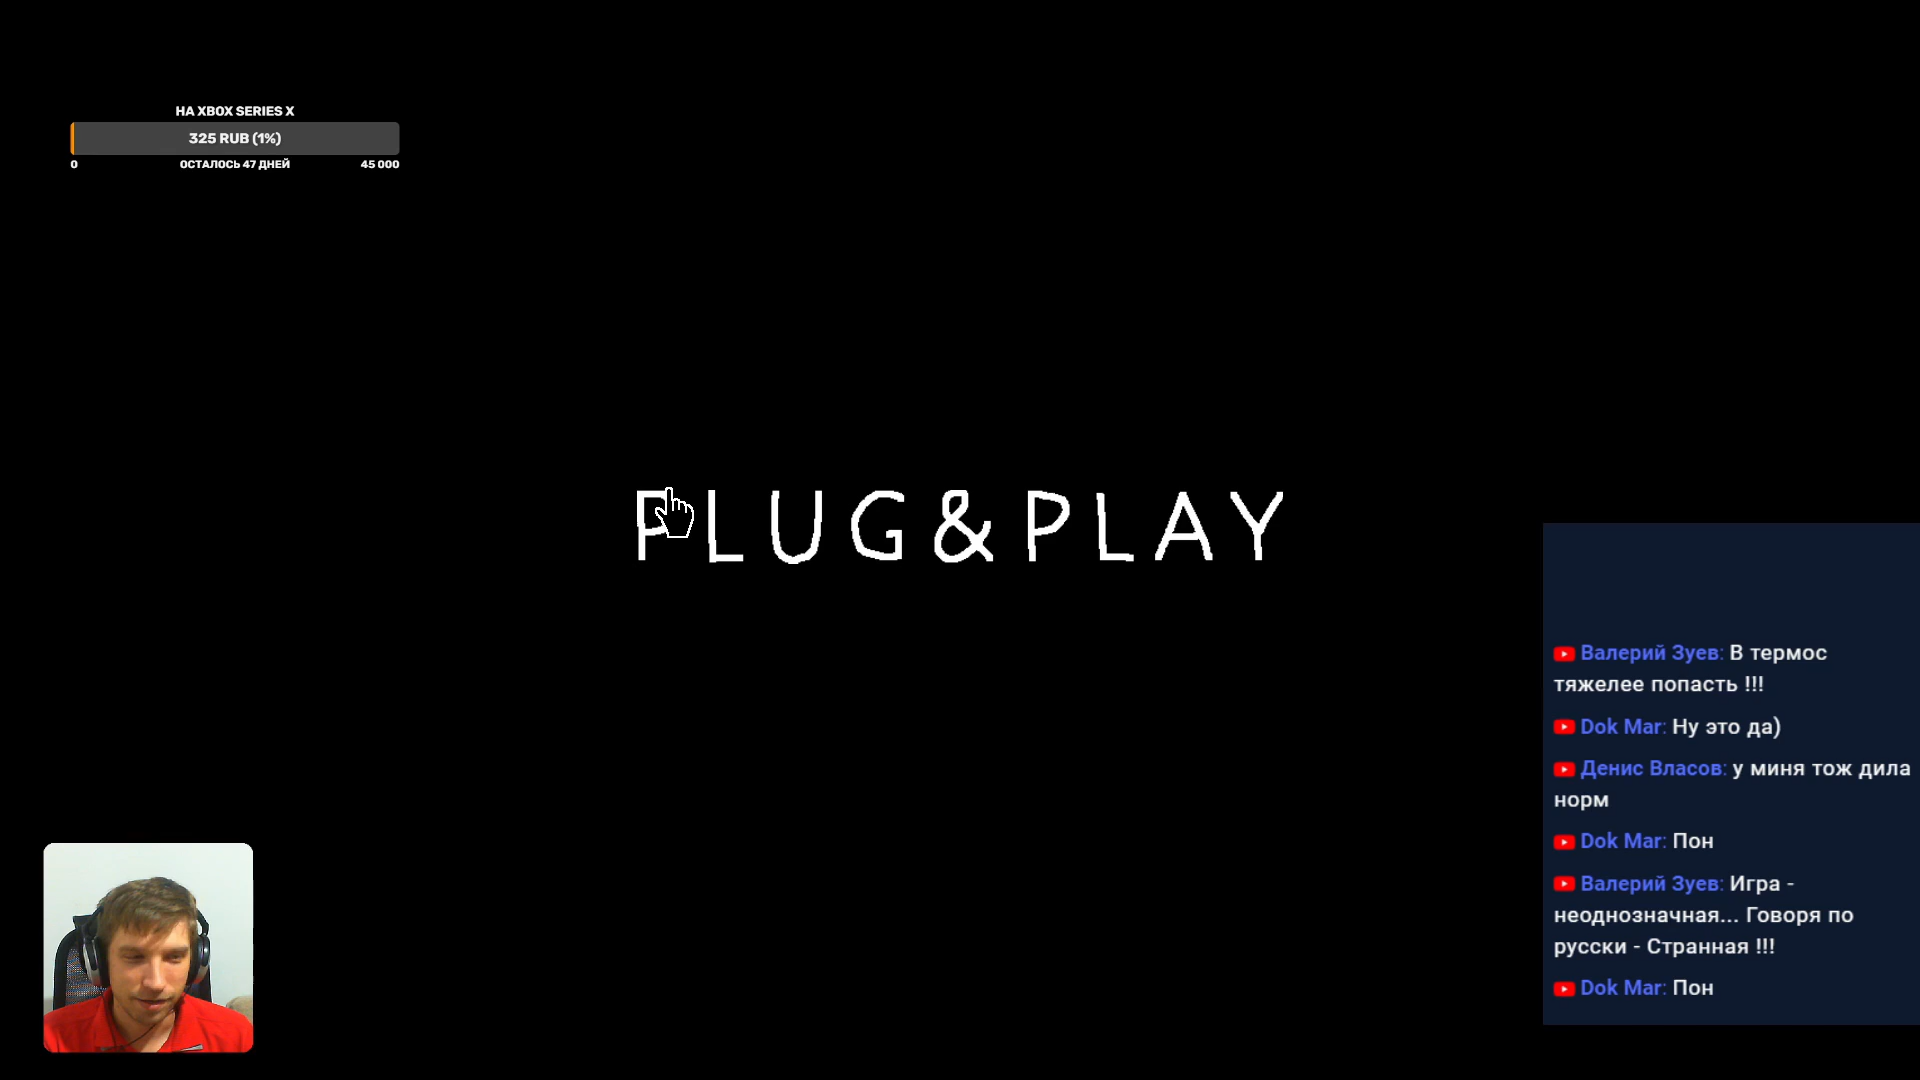 НА XBOX SERIES X
325 RUB (1%)
0 ОСТАЛОСЬ 47 ДНЕЙ 45 000
PLUG&PLAY
Валерий Зуев: В термос
тяжелее попасть !!!
Dok Mar: Ну это да)
Денис Власов: у миня тож дила
норм
Dok Mar: Пон
Валерий Зуев: Игра -
неоднозначная... Говоря по
русски - Странная !!!
Dok Mar: Пон